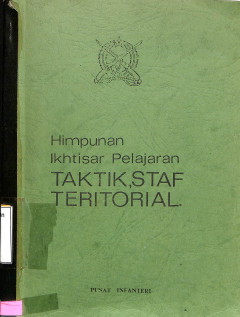 Himpunan
Ikhtisar Pelajaran
TAKTIK, STAF
TERITORIAL
PUSAT INFANTERI